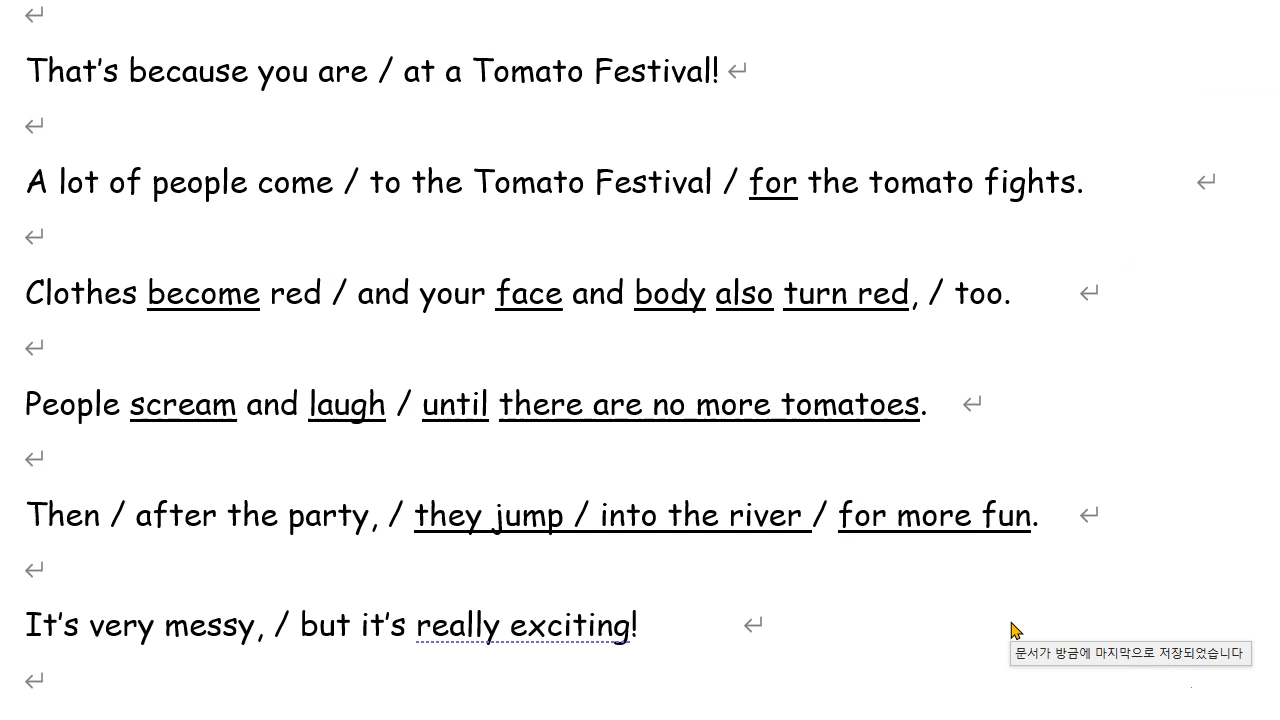 That's because you are / at a Tomato Festival!
A lot of people come / to the Tomato Festival / for the tomato fights.
Clothes become red / and your face and body also turn red, / too.
People scream and laugh / until there are no more tomatoes.
Then / after the party, / they jump / into the river / for more fun.
It's very messy, / but it's really exciting!
문서가 방금에 마지막으로 저장되었습니다